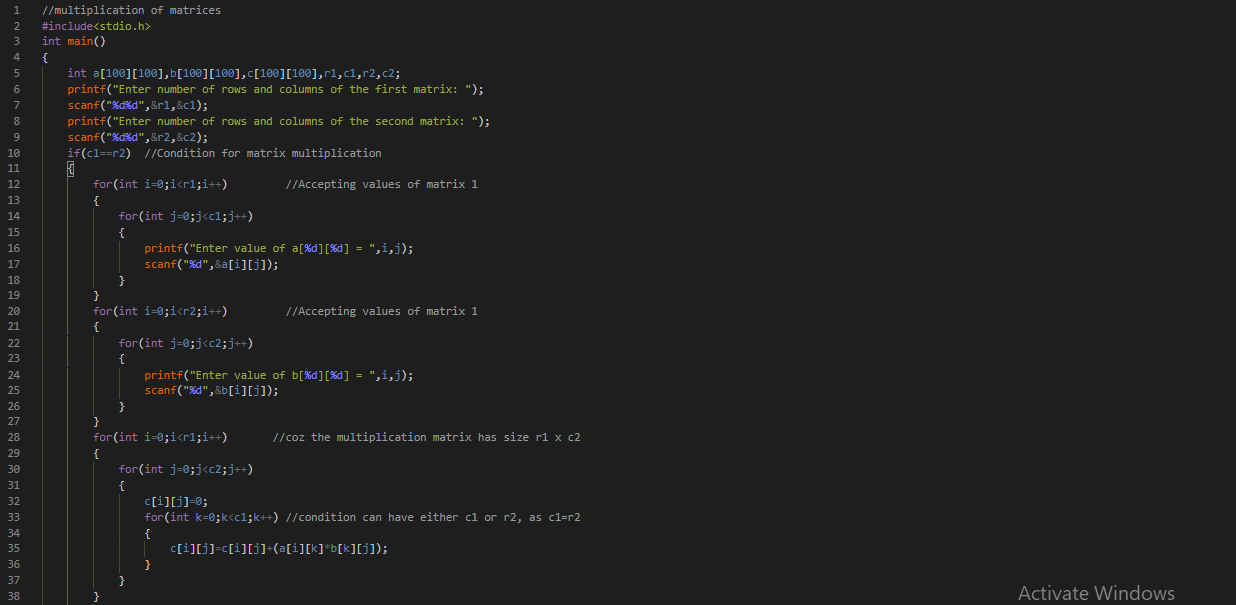 1 //multiplication of matrices
2 #include<stdio.h>
3 int main()
4 {
5 int a[100][100],b[100][100],c[100][100],r1,c1,r2,c2;
6 printf("Enter number of rows and columns of the first matrix: ");
7 scanf("%d%d",&r1,&c1);
8 printf("Enter number of rows and columns of the second matrix: ");
9 scanf("%d%d",&r2,&c2);
10 if(c1==r2) //Condition for matrix multiplication
11 {
12 for(int i=0;i<r1;i++) //Accepting values of matrix 1
13 {
14 for(int j=0;j<c1;j++)
15 {
16 printf("Enter value of a[%d][%d] = ",i,j);
17 scanf("%d",&a[i][j]);
18 }
19 }
20 for(int i=0;i<r2;i++) //Accepting values of matrix 1
21 {
22 for(int j=0;j<c2;j++)
23 {
24 printf("Enter value of b[%d][%d] = ",i,j);
25 scanf("%d",&b[i][j]);
26 }
27 }
28 for(int i=0;i<r1;i++) //coz the multiplication matrix has size r1 x c2
29 {
30 for(int j=0;j<c2;j++)
31 {
32 c[i][j]=0;
33 for(int k=0;k<c1;k++) //condition can have either c1 or r2, as c1=r2
34 {
35 c[i][j]=c[i][j]+(a[i][k]*b[k][j]);
36 }
37 }
38 }
Activate Windows